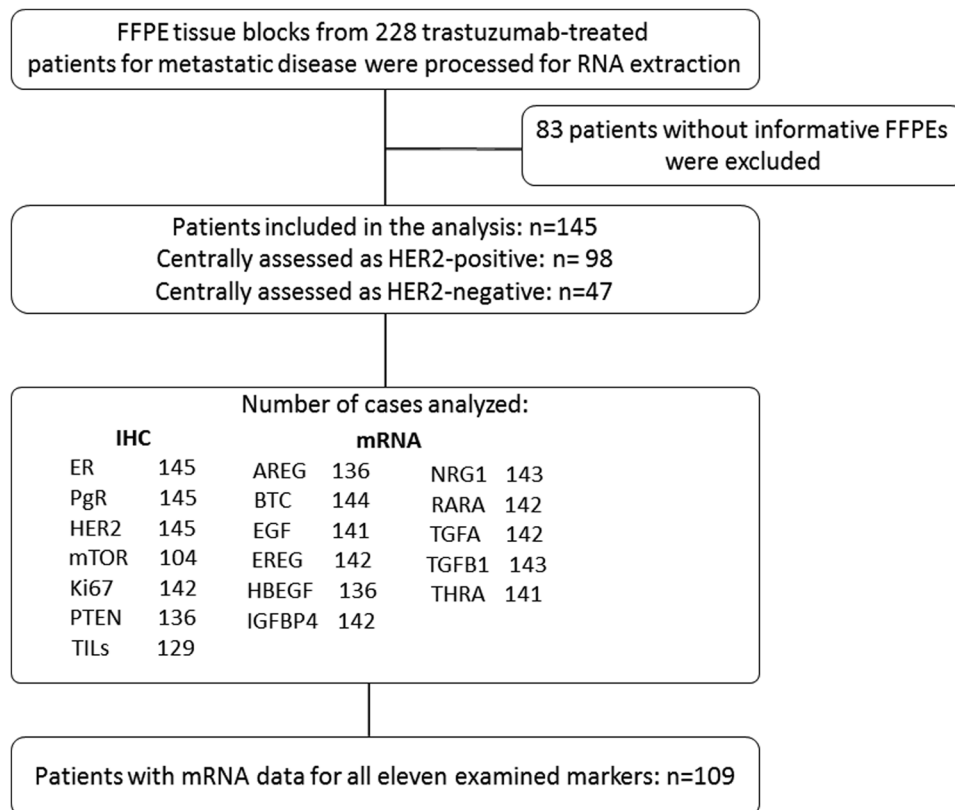 FFPE tissue blocks from 228 trastuzumab-treated
patients for metastatic disease were processed for RNA extraction
83 patients without informative FFPEs
were excluded
Patients included in the analysis: n=145
Centrally assessed as HER2-positive: n= 98
Centrally assessed as HER2-negative: n=47
Number of cases analyzed:
IHC
ER 145
PgR 145
HER2 145
mTOR 104
Ki67 142
PTEN 136
TILs 129
mRNA
AREG 136
BTC 144
EGF 141
EREG 142
HBEGF 136
IGFBP4 142
NRG1 143
RARA 142
TGFA 142
TGFB1 143
THRA 141
Patients with mRNA data for all eleven examined markers: n=109